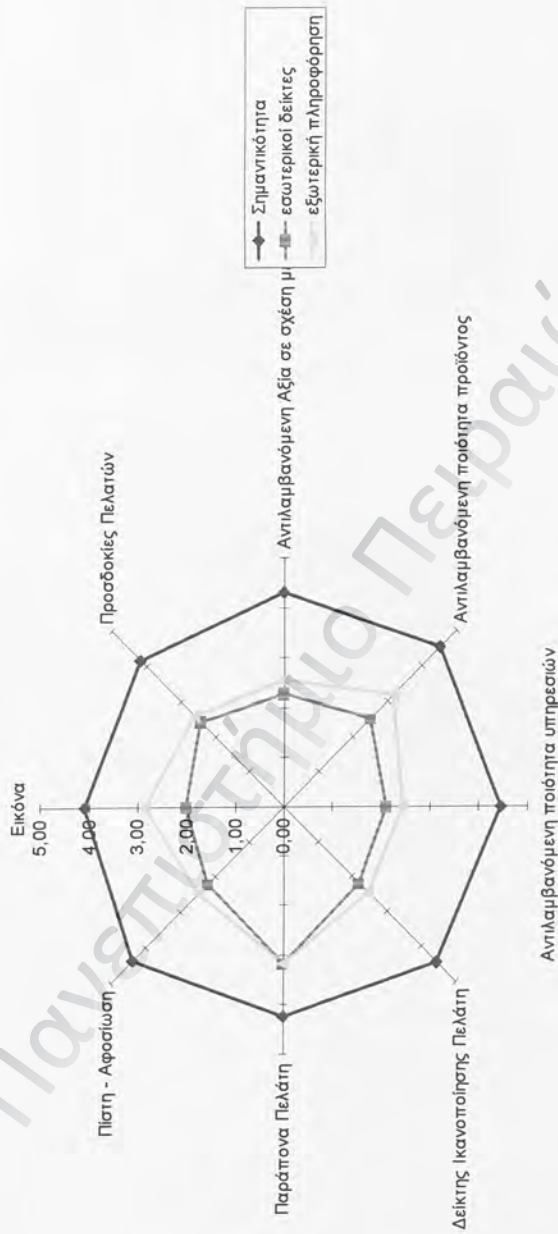 Εικόνα
5,00
4,00
3,00
2,00
1,00
0,00
Προσδοκίες Πελατών
Αντιλαμβανόμενη Αξία σε σχέση
Αντιλαμβανόμενη ποιότητα προϊόντος
Αντιλαμβανόμενη ποιότητα υπηρεσιών
Δείκτης Ικανοποίησης Πελάτη
Παράπονα Πελάτη
Πίστη - Αφοσίωση
Σημαντικότητα
εσωτερικοί δείκτες
εξωτερική πληροφόρηση
Πανεπιστήμιο